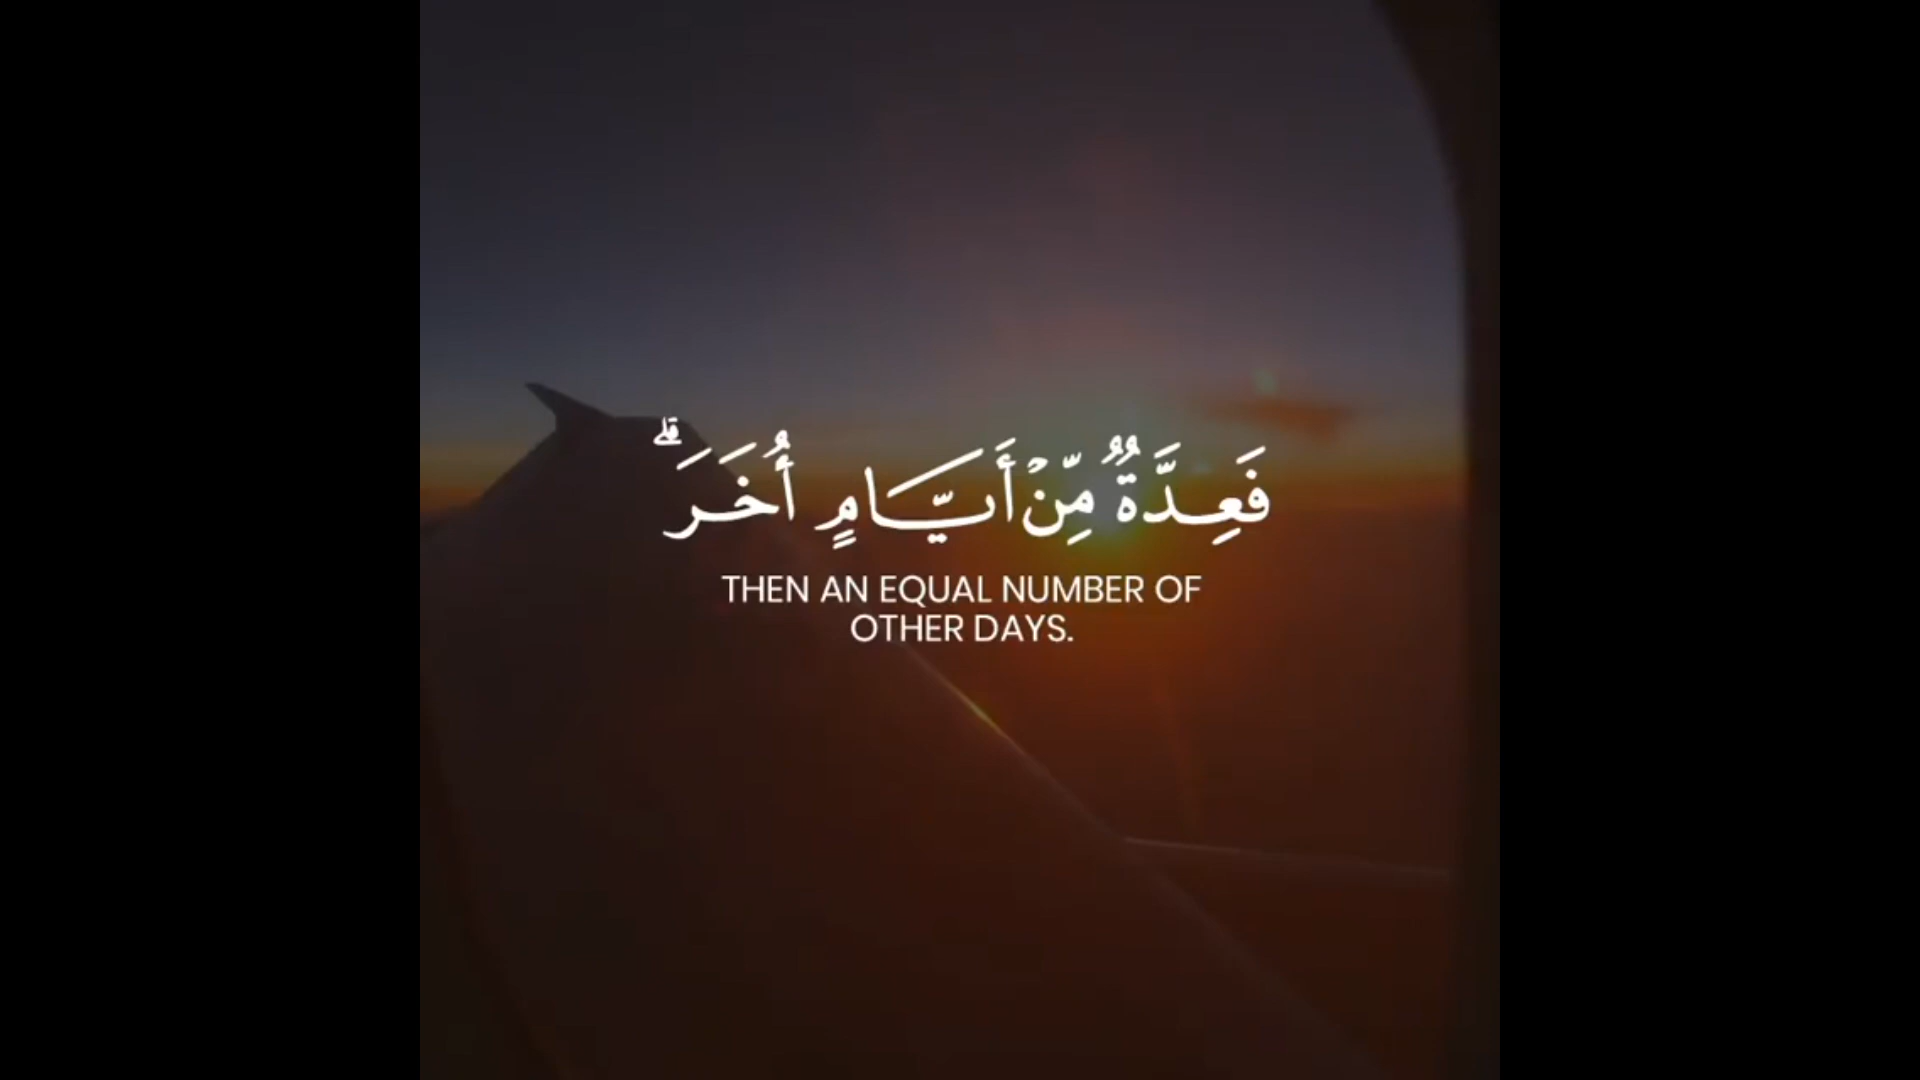 فَعِدَّةٌ مِّنْ أَيَّامٍ أُخَرَ ۗ
THEN AN EQUAL NUMBER OF
OTHER DAYS.